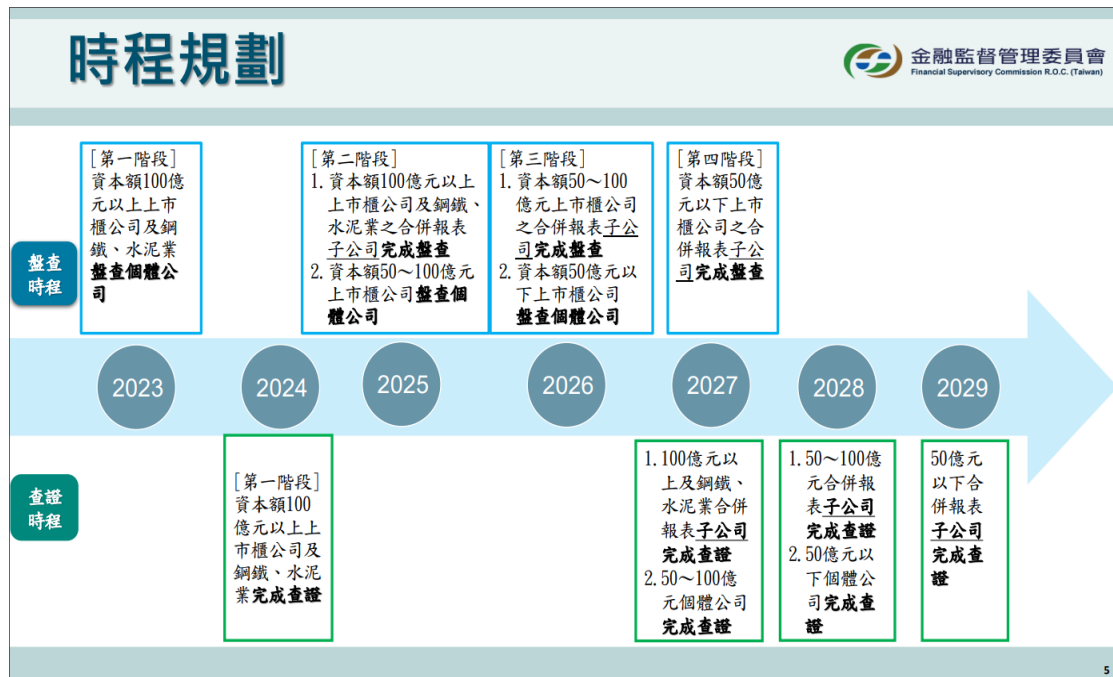 時程規劃
金融監督管理委員會
Financial Supervisory Commission R.O.C. (Taiwan)
盤查
時程
[第一階段]
資本額100億
元以上上市
櫃公司及鋼
鐵、水泥業
盤查個體公
司
[第二階段]
1. 資本額100億元以上
上市櫃公司及鋼鐵、
水泥業之合併報表
子公司完成盤查
2. 資本額50～100億元
上市櫃公司盤查個
體公司
[第三階段]
1. 資本額50～100
億元上市櫃公司
之合併報表子公
司完成盤查
2. 資本額50億元以
下上市櫃公司
盤查個體公司
[第四階段]
資本額50億
元以下上市
櫃公司之合
併報表子公
司完成盤查
2023
2024
2025
2026
2027
2028
2029
查證
時程
[第一階段]
資本額100
億元以上上
市櫃公司及
鋼鐵、水泥
業完成查證
1.100億元以
上及鋼鐵、
水泥業合併
報表子公司
完成查證
2.50～100億
元個體公司
完成查證
1.50～100億
元合併報
表子公司
完成查證
2.50億元以
下個體公
司完成查
證
50億元
以下合
併報表
子公司
完成查
證
5